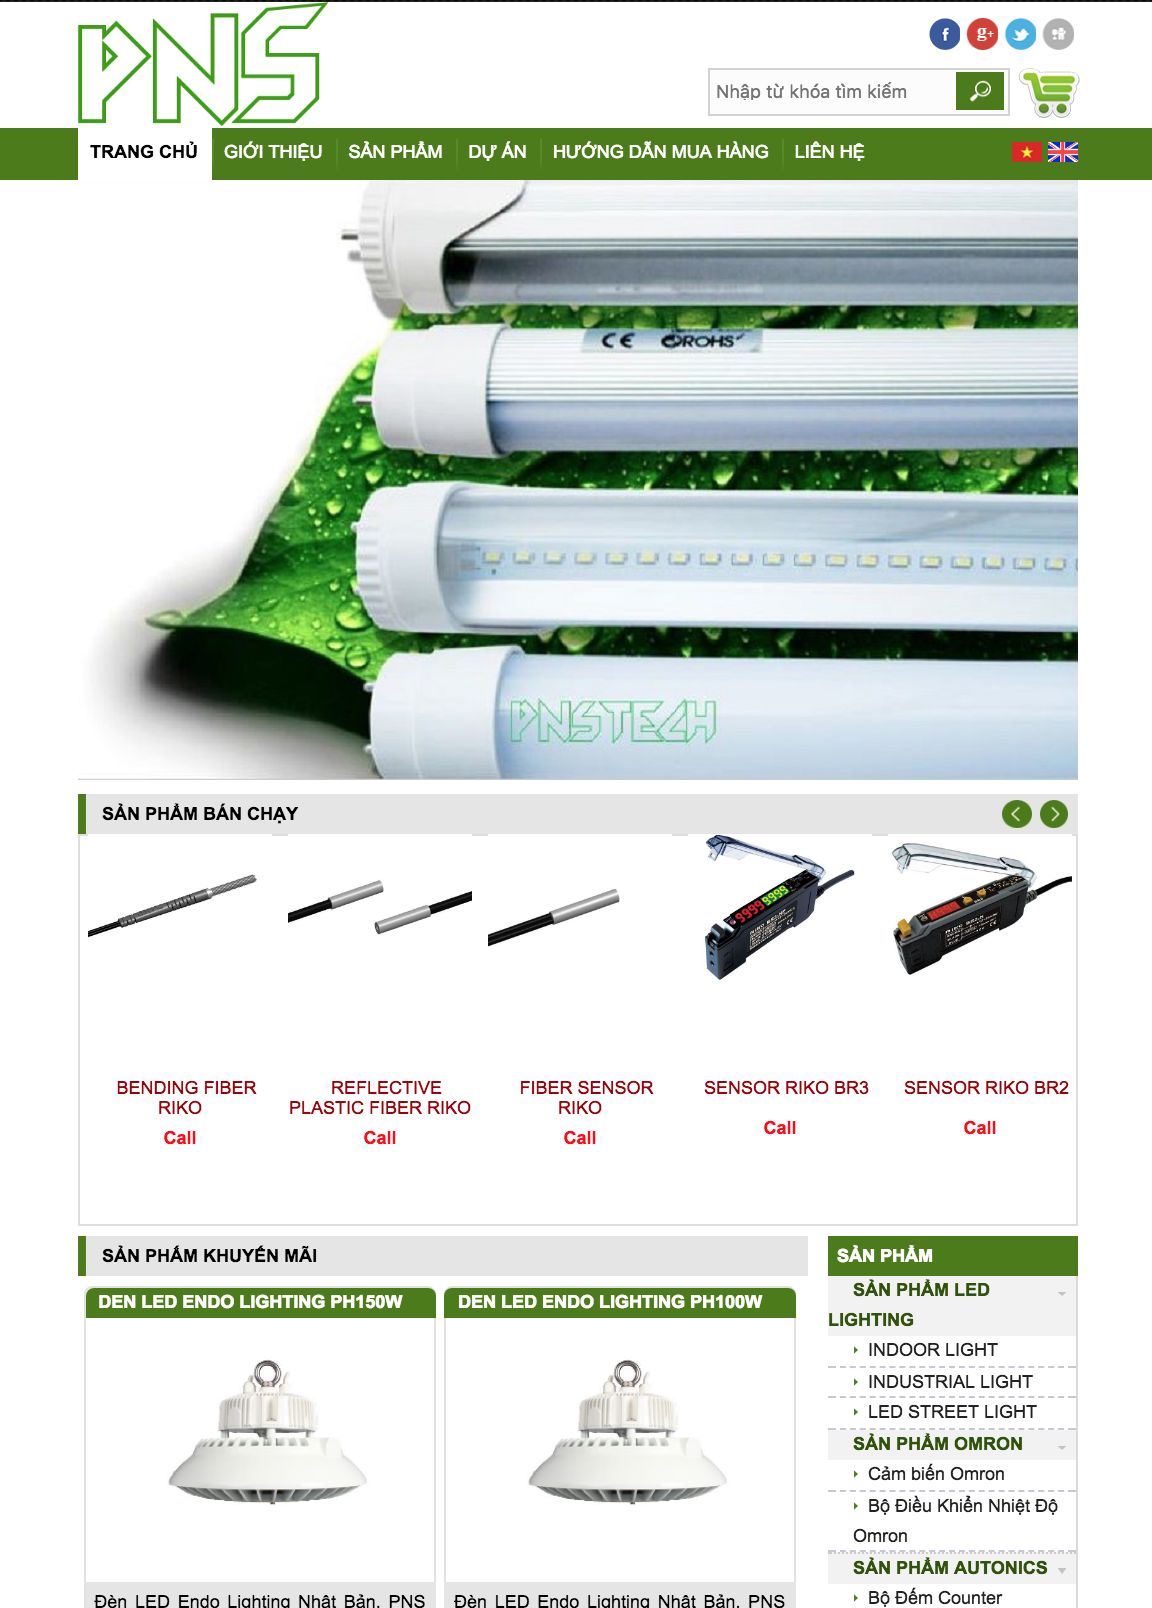 PNS
f
g+
Nhập từ khóa tìm kiếm
TRANG CHỦ
GIỚI THIỆU
SẢN PHẨM
DỰ ÁN
HƯỚNG DẪN MUA HÀNG
LIÊN HỆ
CE ROHS
PNSTECH
SẢN PHẨM BÁN CHẠY
BENDING FIBER
RIKO
Call
REFLECTIVE
PLASTIC FIBER RIKO
Call
FIBER SENSOR
RIKO
Call
9999 9999
SENSOR RIKO BR3
Call
SENSOR RIKO BR2
Call
SẢN PHẨM KHUYẾN MÃI
DEN LED ENDO LIGHTING PH150W
Đèn LED Endo Lighting Nhật Bản. PNS
DEN LED ENDO LIGHTING PH100W
Đèn LED Endo Lighting Nhật Bản. PNS
SẢN PHẨM
SẢN PHẨM LED
LIGHTING
INDOOR LIGHT
INDUSTRIAL LIGHT
LED STREET LIGHT
SẢN PHẨM OMRON
Cảm biến Omron
Bộ Điều Khiển Nhiệt Độ
Omron
SẢN PHẨM AUTONICS
Bộ Đếm Counter